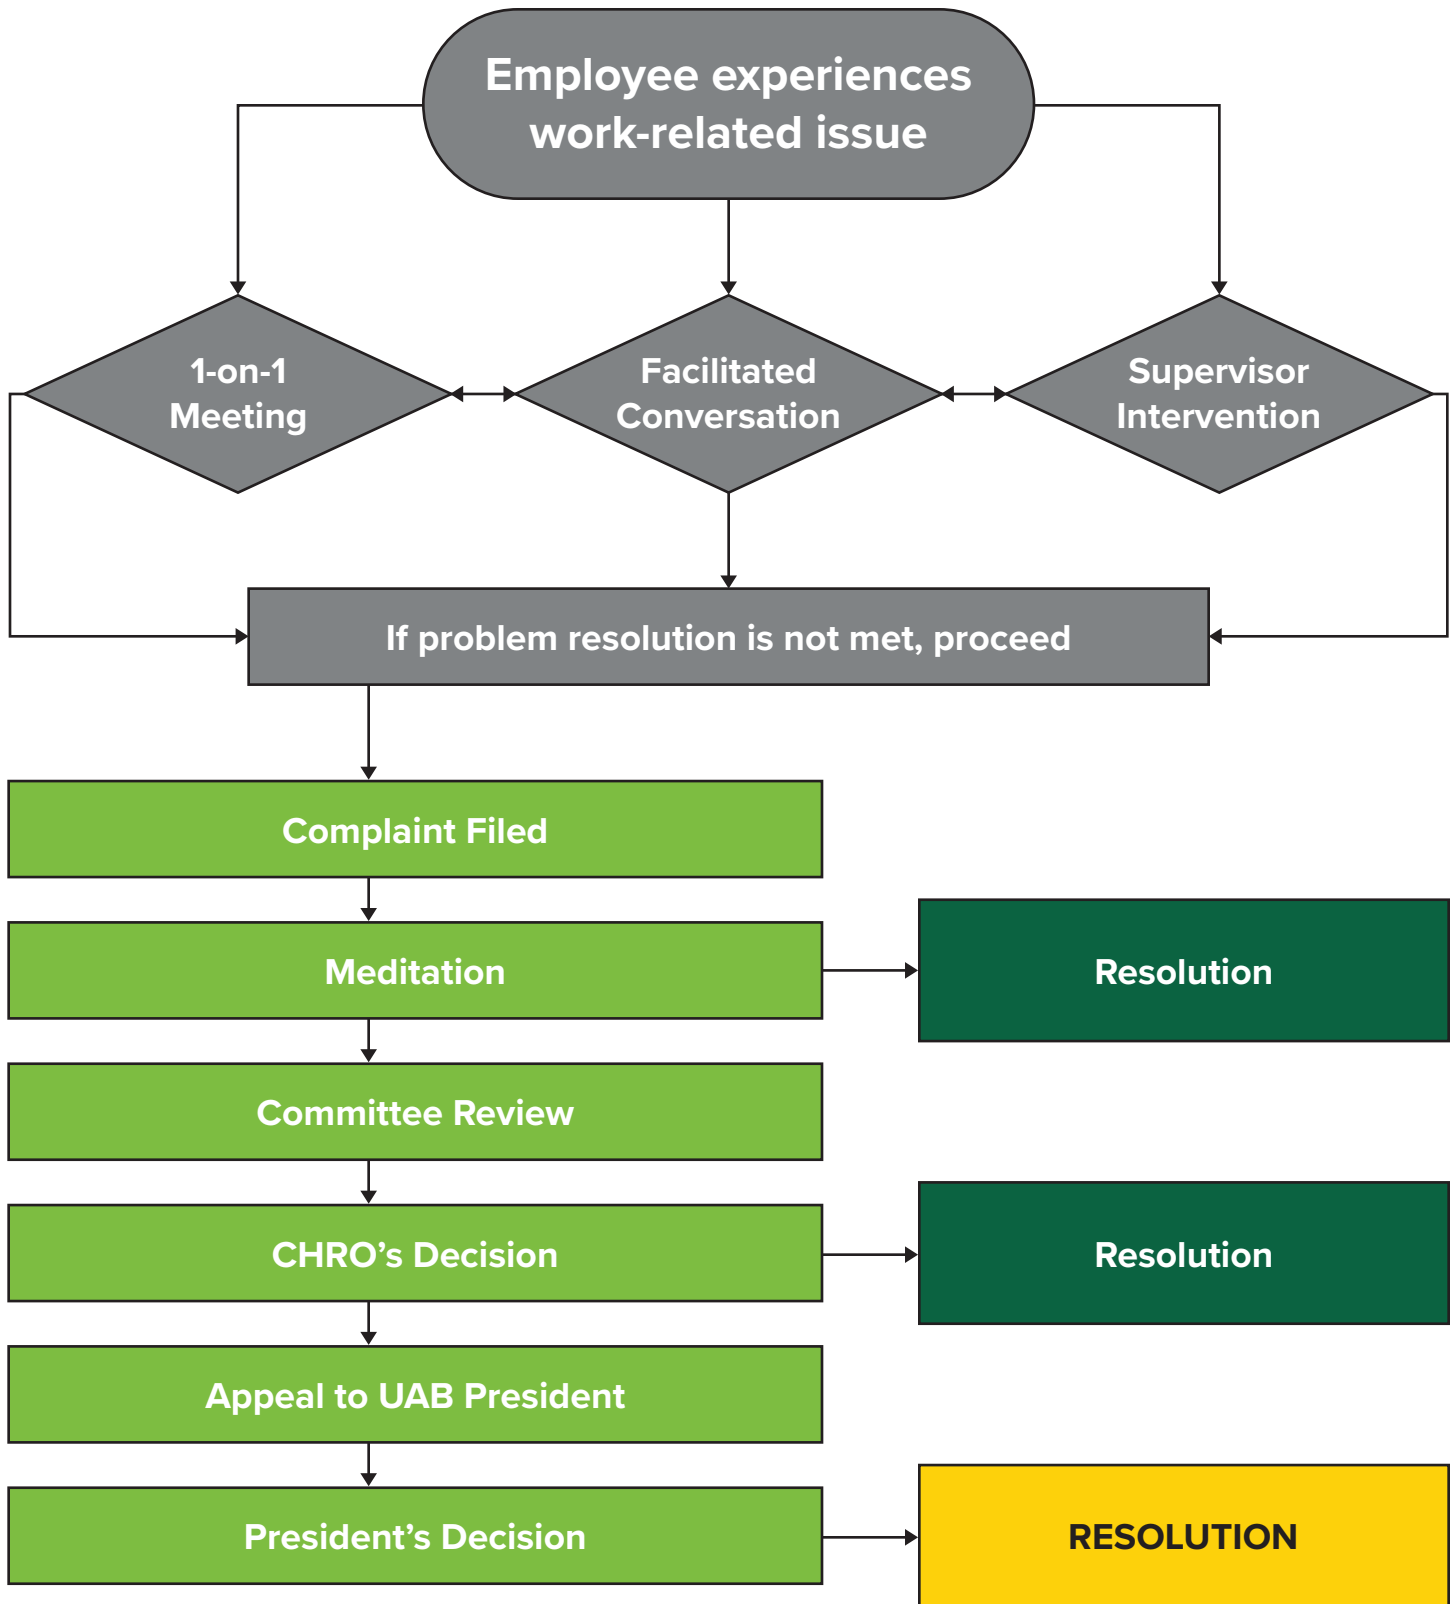 Employee experiences
work-related issue
1-on-1
Meeting
Facilitated
Conversation
Supervisor
Intervention
If problem resolution is not met, proceed
Complaint Filed
Meditation
Resolution
Committee Review
CHRO’s Decision
Resolution
Appeal to UAB President
President’s Decision
RESOLUTION